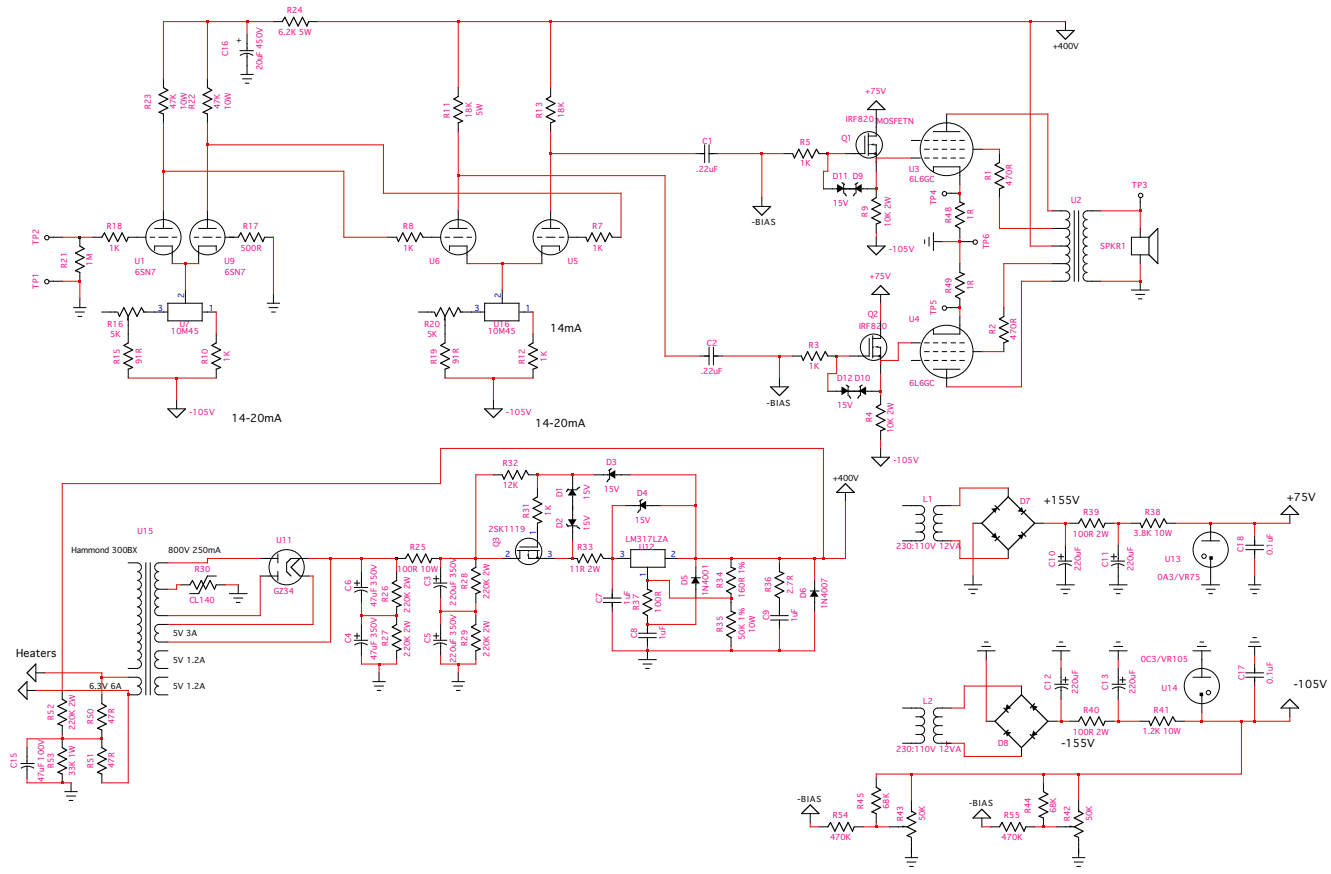 R24
6.2K 5W
C16
+
20uF 450V
+400V
R23
47K
10W
R22
47K
10W
R11
18K
5W
R13
18K
C1
.22uF
R5
1K
+75V
IRF820
MOSFETN
Q1
D11 D9
15V
R9
10K 2W
-105V
-BIAS
U3
6L6GC
TP4
R48
1R
TP6
R1
470R
U2
TP3
SPKR1
TP2
R18
1K
R21
1M
TP1
U1
6SN7
U9
6SN7
R17
500R
2
3
1
R16
5K
U7
10M45
R15
91R
R10
1K
-105V
14-20mA
R8
1K
U6
U5
R7
1K
2
3
1
R20
5K
U16
10M45
14mA
R19
91R
R12
1K
-105V
14-20mA
C2
.22uF
R3
1K
-BIAS
+75V
Q2
IRF820
D12 D10
15V
R4
10K 2W
-105V
R49
1R
TP5
U4
6L6GC
R2
470R
U15
Hammond 300BX
800V 250mA
R30
CL140
5V 3A
5V 1.2A
5V 1.2A
6.3V 6A
Heaters
U11
GZ34
R25
100R 10W
C6
47uF 350V
R26
220K 2W
C3
220uF 350V
R28
220K 2W
C4
47uF 350V
R27
220K 2W
C5
220uF 350V
R29
220K 2W
R32
12K
R31
1K
2SK1119
Q3
1
2
3
D1
15V
D2
15V
D3
15V
D4
15V
R33
11R 2W
LM317LZA
U12
3
2
1
C7
1uF
R37
100R
C8
1uF
D5
1N4001
R34
160R 1%
R35
50K 1%
10W
R36
2.7R
C9
1uF
D6
1N4007
+400V
R52
220K 2W
R50
47R
C15
47uF 100V
R53
33K 1W
R51
47R
L1
230:110V 12VA
D7
+155V
R39
100R 2W
R38
3.8K 10W
C10
220uF
C11
220uF
U13
0A3/VR75
C18
0.1uF
+75V
L2
230:110V 12VA
D8
-155V
C12
220uF
C13
220uF
R40
100R 2W
R41
1.2K 10W
0C3/VR105
U14
C17
0.1uF
-105V
-BIAS
R54
470K
R45
68K
R43
50K
-BIAS
R55
470K
R44
68K
R42
50K